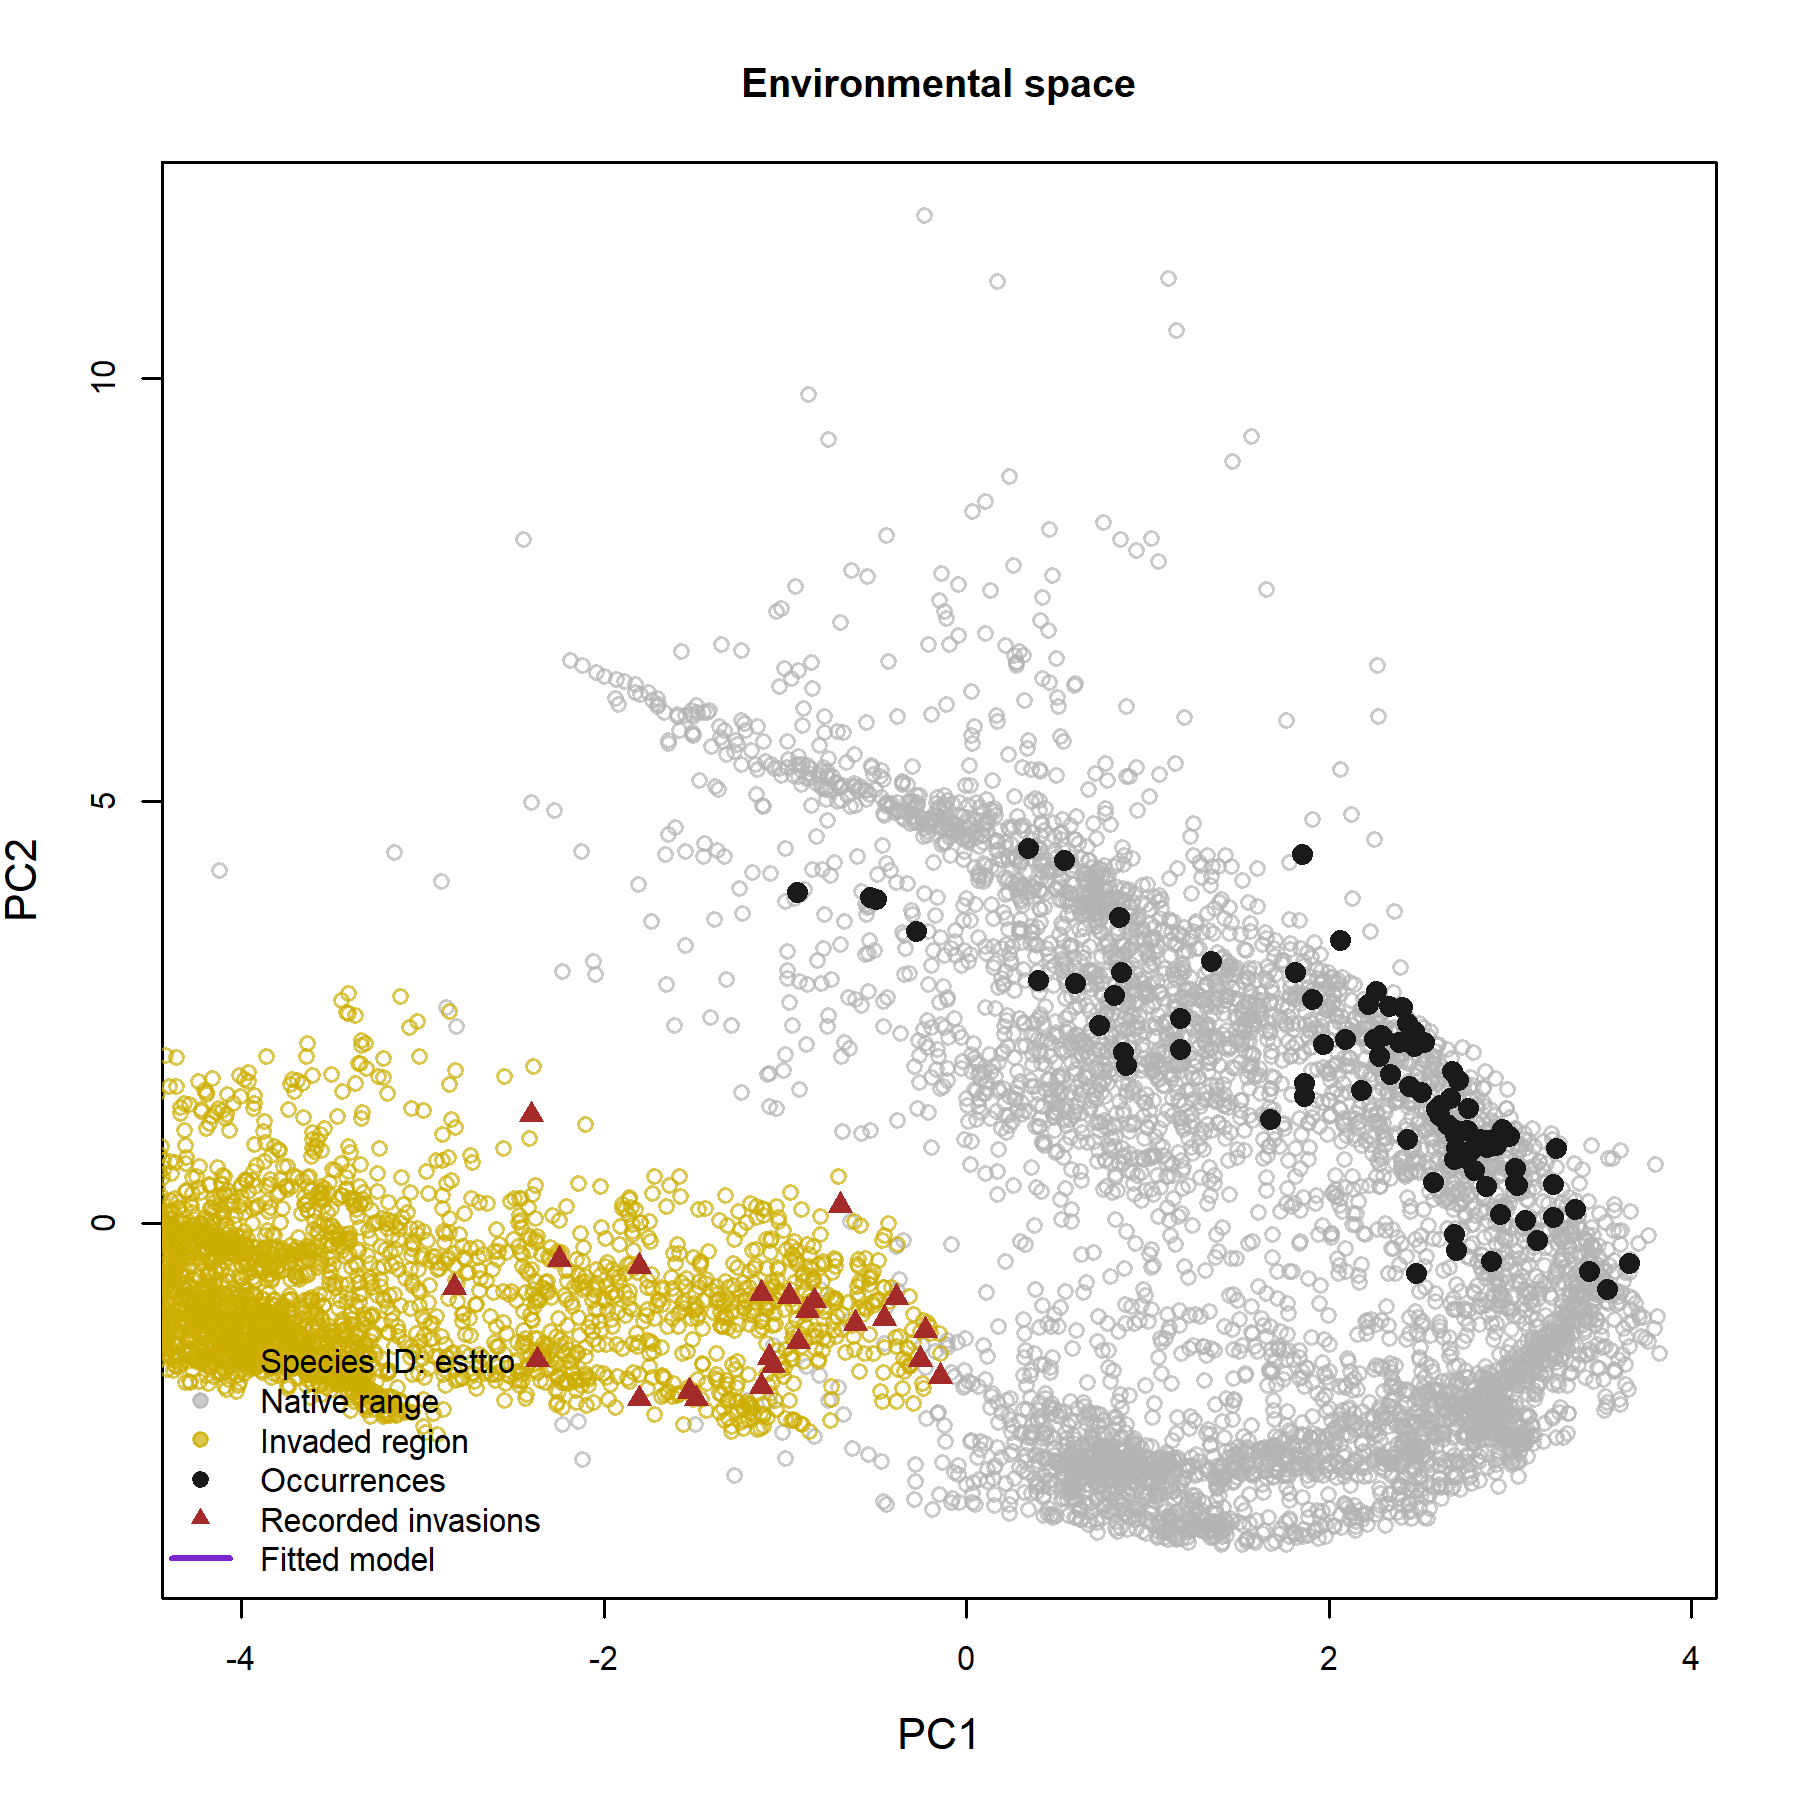 Environmental space
10
5
0
PC2
Species ID: esttro
Native range
Invaded region
Occurrences
Recorded invasions
Fitted model
-4
-2
0
2
4
PC1